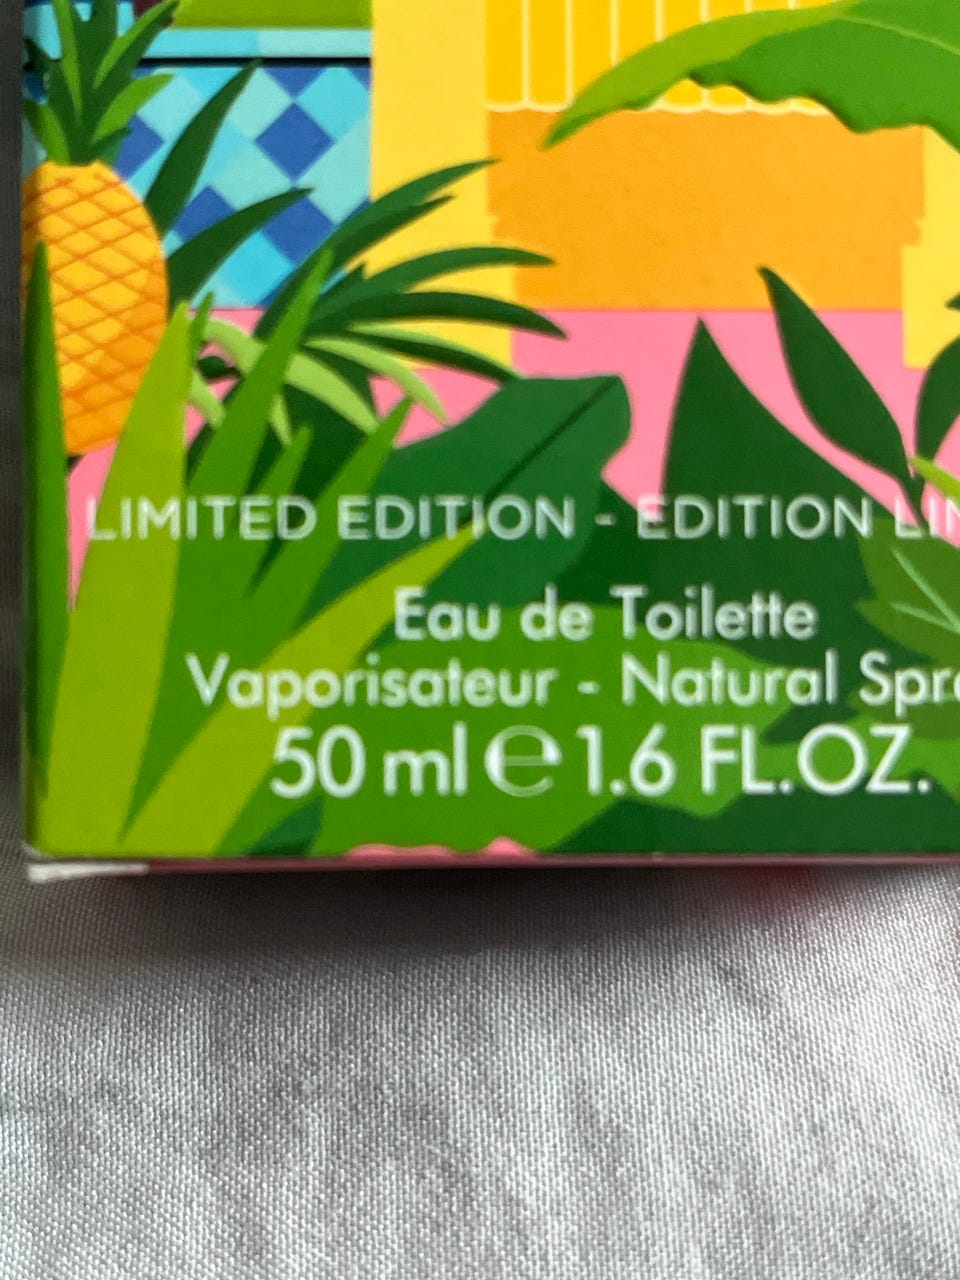 LIMITED EDITION - EDITION
Eau de Toilette
Vaporisateur - Natural
50 ml ℮ 1.6 FL.OZ.